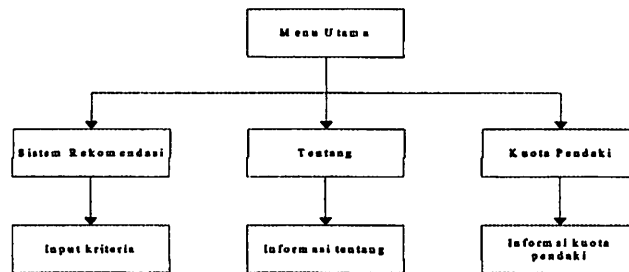 Menu Utama
Sistem Rekomendasi
Tentang
Kuota Pendaki
Input kriteria
Informasi tentang
Informasi kuota
pendaki